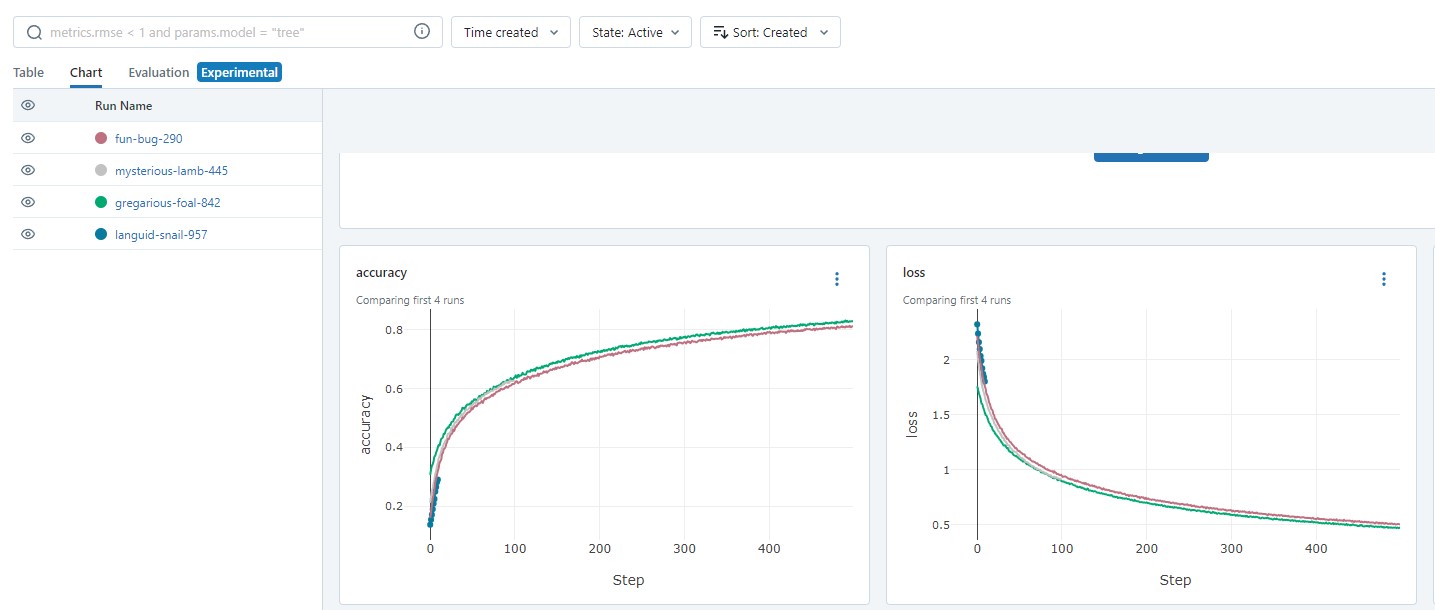 metrics.rmse < 1 and params.model = "tree"
Time created
State: Active
Sort: Created
Table
Chart
Evaluation
Experimental
Run Name
fun-bug-290
mysterious-lamb-445
gregarious-foal-842
languid-snail-957
accuracy
Comparing first 4 runs
0.8
0.6
0.4
0.2
accuracy
0 100 200 300 400
Step
loss
Comparing first 4 runs
2
1.5
1
0.5
loss
0 100 200 300 400
Step